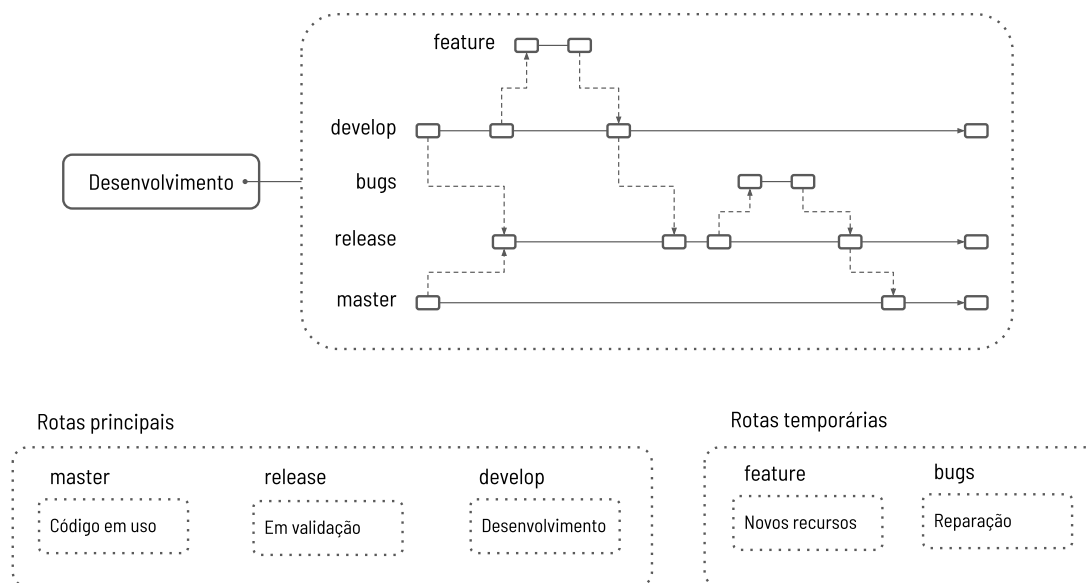 feature
develop
Desenvolvimento
bugs
release
master
Rotas principais
Rotas temporárias
master
release
develop
feature
bugs
Código em uso
Em validação
Desenvolvimento
Novos recursos
Reparação